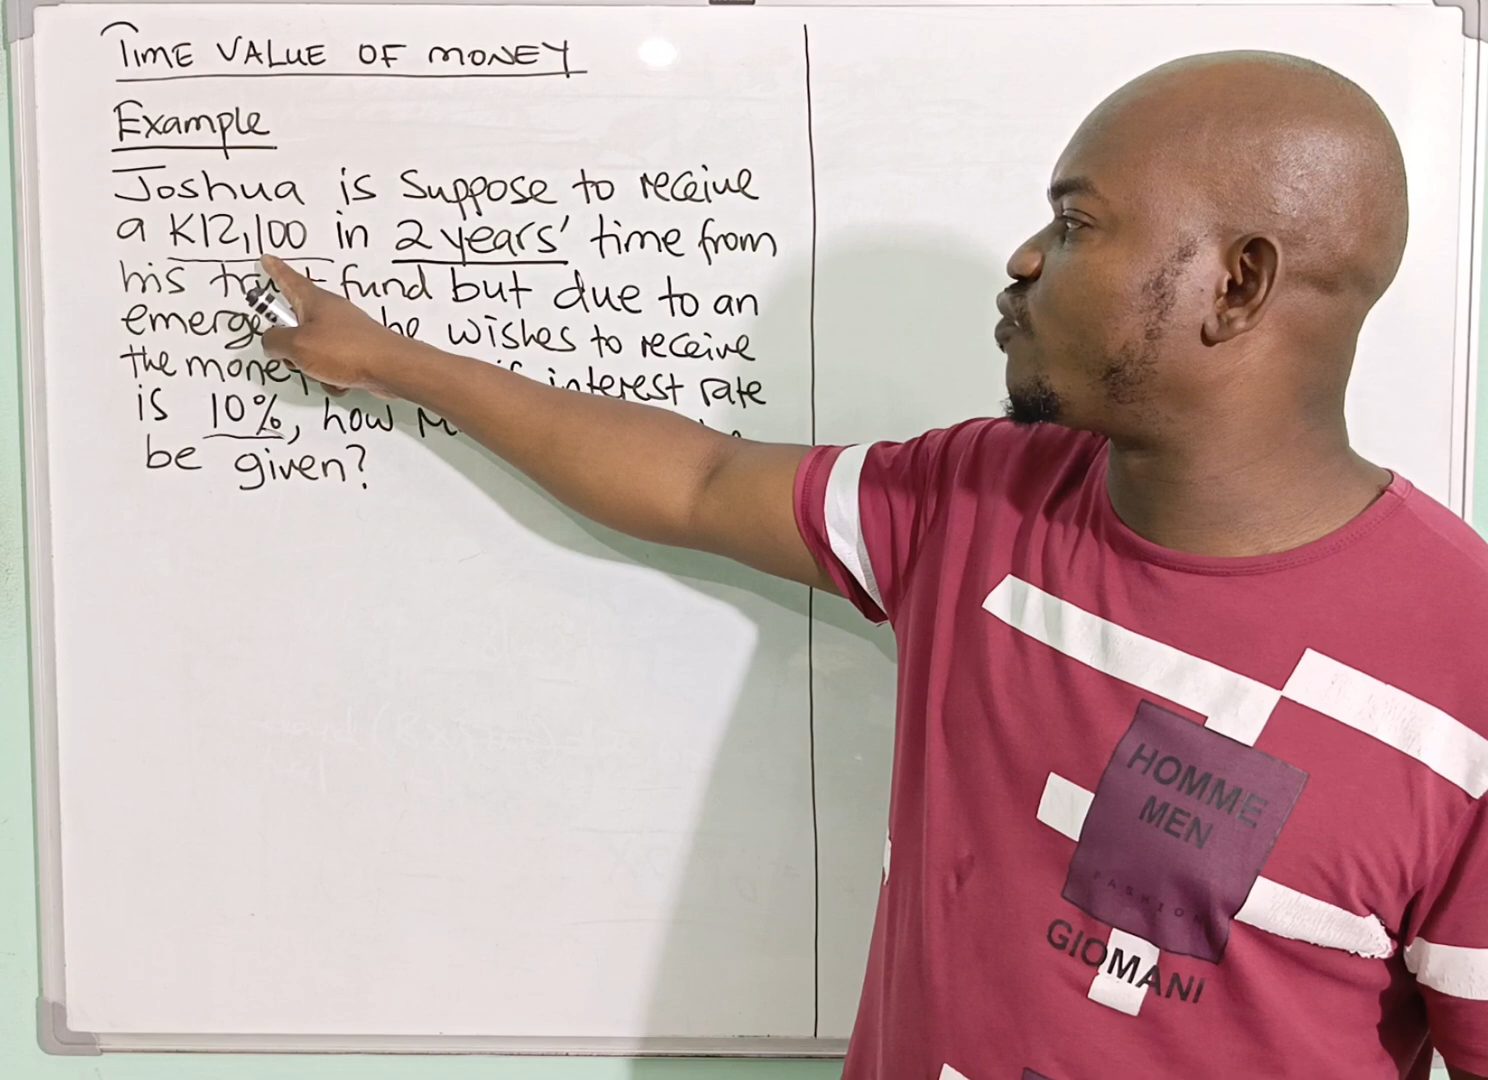 TIME VALUE OF MONEY
Example
Joshua is Suppose to receive
a K12,100 in 2 years' time from
his trust fund but due to an
he wishes to receive
the money interest rate
is 10%, how
be given?
HOMME
MEN
FASHION
GIOMANI